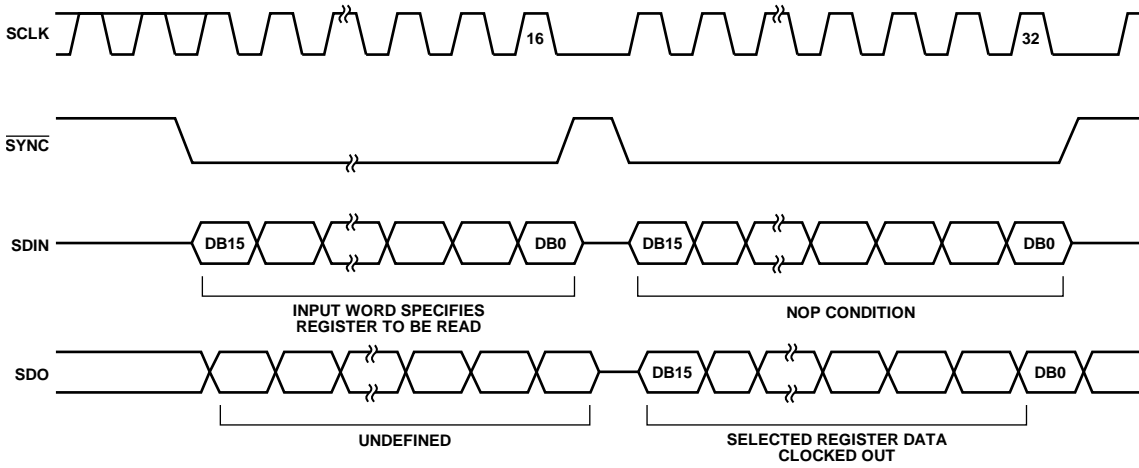 SCLK
16
32
SYNC
SDIN
DB15
DB0
DB15
DB0
INPUT WORD SPECIFIES
REGISTER TO BE READ
NOP CONDITION
SDO
DB15
DB0
UNDEFINED
SELECTED REGISTER DATA
CLOCKED OUT